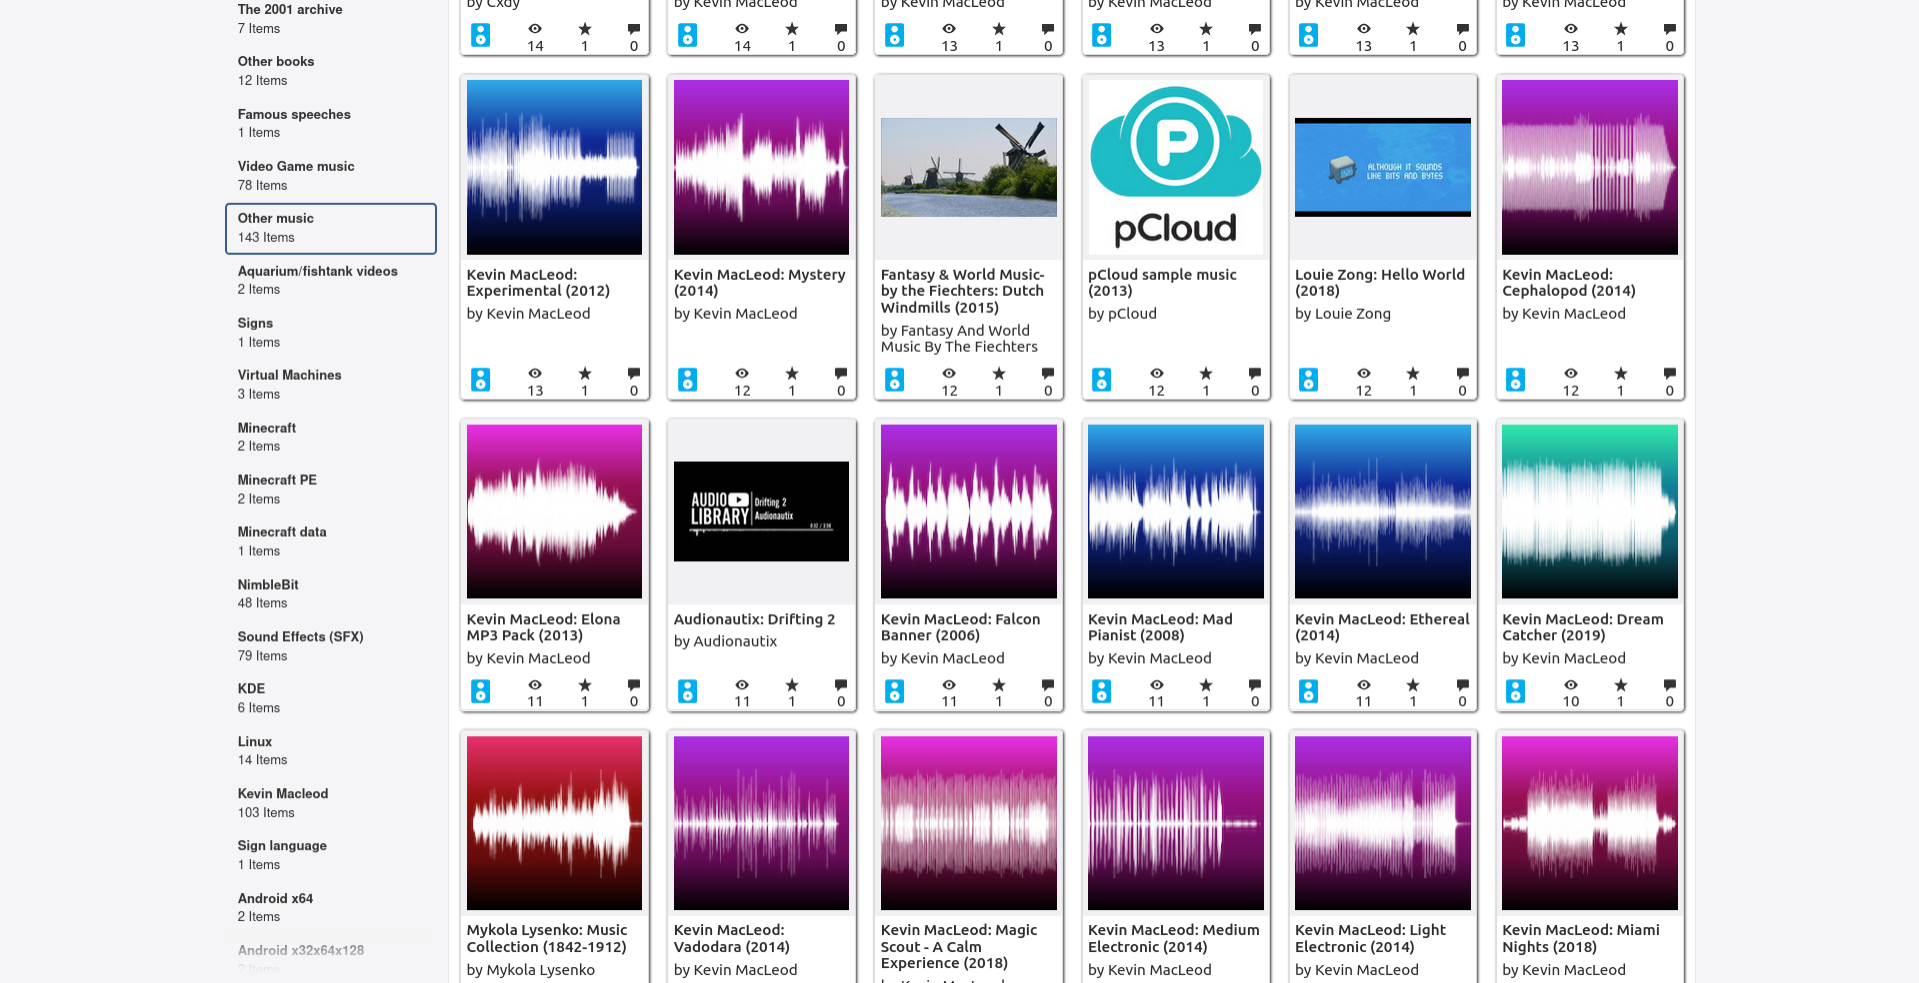 The 2001 archive
7 Items
Other books
12 Items
Famous speeches
1 Items
Video Game music
78 Items
Other music
143 Items
Aquarium/fishtank videos
2 Items
Signs
1 Items
Virtual Machines
3 Items
Minecraft
2 Items
Minecraft PE
2 Items
Minecraft data
1 Items
NimbleBit
48 Items
Sound Effects (SFX)
79 Items
KDE
6 Items
Linux
14 Items
Kevin Macleod
103 Items
Sign language
1 Items
Android x64
2 Items
Android x32x64x128
2 Items
by Cxdy
14 1 0
by Kevin MacLeod
14 1 0
by Kevin MacLeod
13 1 0
by Kevin MacLeod
13 1 0
by Kevin MacLeod
13 1 0
by Kevin MacLeod
13 1 0
Kevin MacLeod:
Experimental (2012)
by Kevin MacLeod
13 1 0
Kevin MacLeod: Mystery
(2014)
by Kevin MacLeod
12 1 0
Fantasy & World Music-
by the Fiechters: Dutch
Windmills (2015)
by Fantasy And World
Music By The Fiechters
12 1 0
P
pCloud
pCloud sample music
(2013)
by pCloud
12 1 0
ALTHOUGH IT SOUNDS
LIKE BITS AND BYTES
Louie Zong: Hello World
(2018)
by Louie Zong
12 1 0
Kevin MacLeod:
Cephalopod (2014)
by Kevin MacLeod
12 1 0
Kevin MacLeod: Elona
MP3 Pack (2013)
by Kevin MacLeod
11 1 0
AUDIO
LIBRARY
Drifting 2
Audionautix
Audionautix: Drifting 2
by Audionautix
11 1 0
Kevin MacLeod: Falcon
Banner (2006)
by Kevin MacLeod
11 1 0
Kevin MacLeod: Mad
Pianist (2008)
by Kevin MacLeod
11 1 0
Kevin MacLeod: Ethereal
(2014)
by Kevin MacLeod
11 1 0
Kevin MacLeod: Dream
Catcher (2019)
by Kevin MacLeod
10 1 0
Mykola Lysenko: Music
Collection (1842-1912)
by Mykola Lysenko
Kevin MacLeod:
Vadodara (2014)
by Kevin MacLeod
Kevin MacLeod: Magic
Scout - A Calm
Experience (2018)
by Kevin MacLeod
Kevin MacLeod: Medium
Electronic (2014)
by Kevin MacLeod
Kevin MacLeod: Light
Electronic (2014)
by Kevin MacLeod
Kevin MacLeod: Miami
Nights (2018)
by Kevin MacLeod